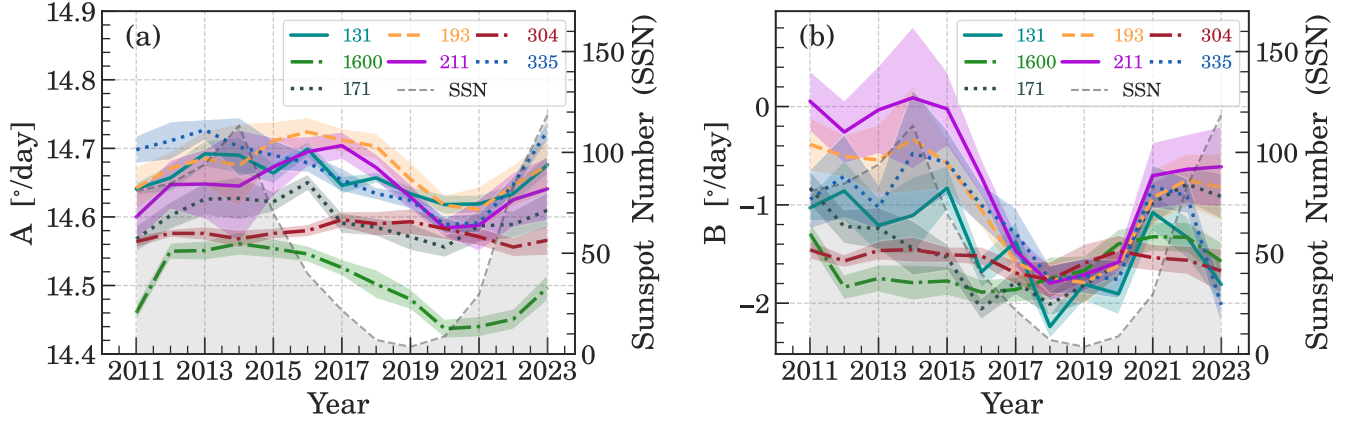 (a)
A [°/day]
14.9
14.8
14.7
14.6
14.5
14.4
131 193 304
1600 211 335
171 SSN
150
100
50
0
Sunspot Number (SSN)
2011 2013 2015 2017 2019 2021 2023
Year
(b)
B [°/day]
0
−1
−2
131 193 304
1600 211 335
171 SSN
150
100
50
0
Sunspot Number (SSN)
2011 2013 2015 2017 2019 2021 2023
Year